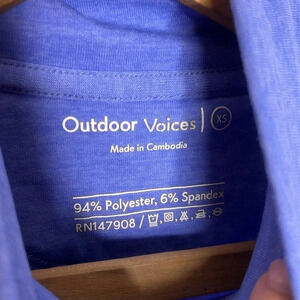 Outdoor Voices | XS
Made in Cambodia
94% Polyester, 6% Spandex
RN147908 /